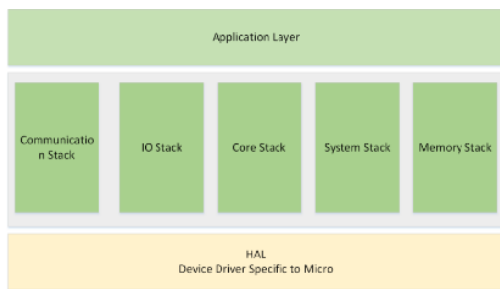 Application Layer
Communicatio
n Stack
IO Stack
Core Stack
System Stack
Memory Stack
HAL
Device Driver Specific to Micro